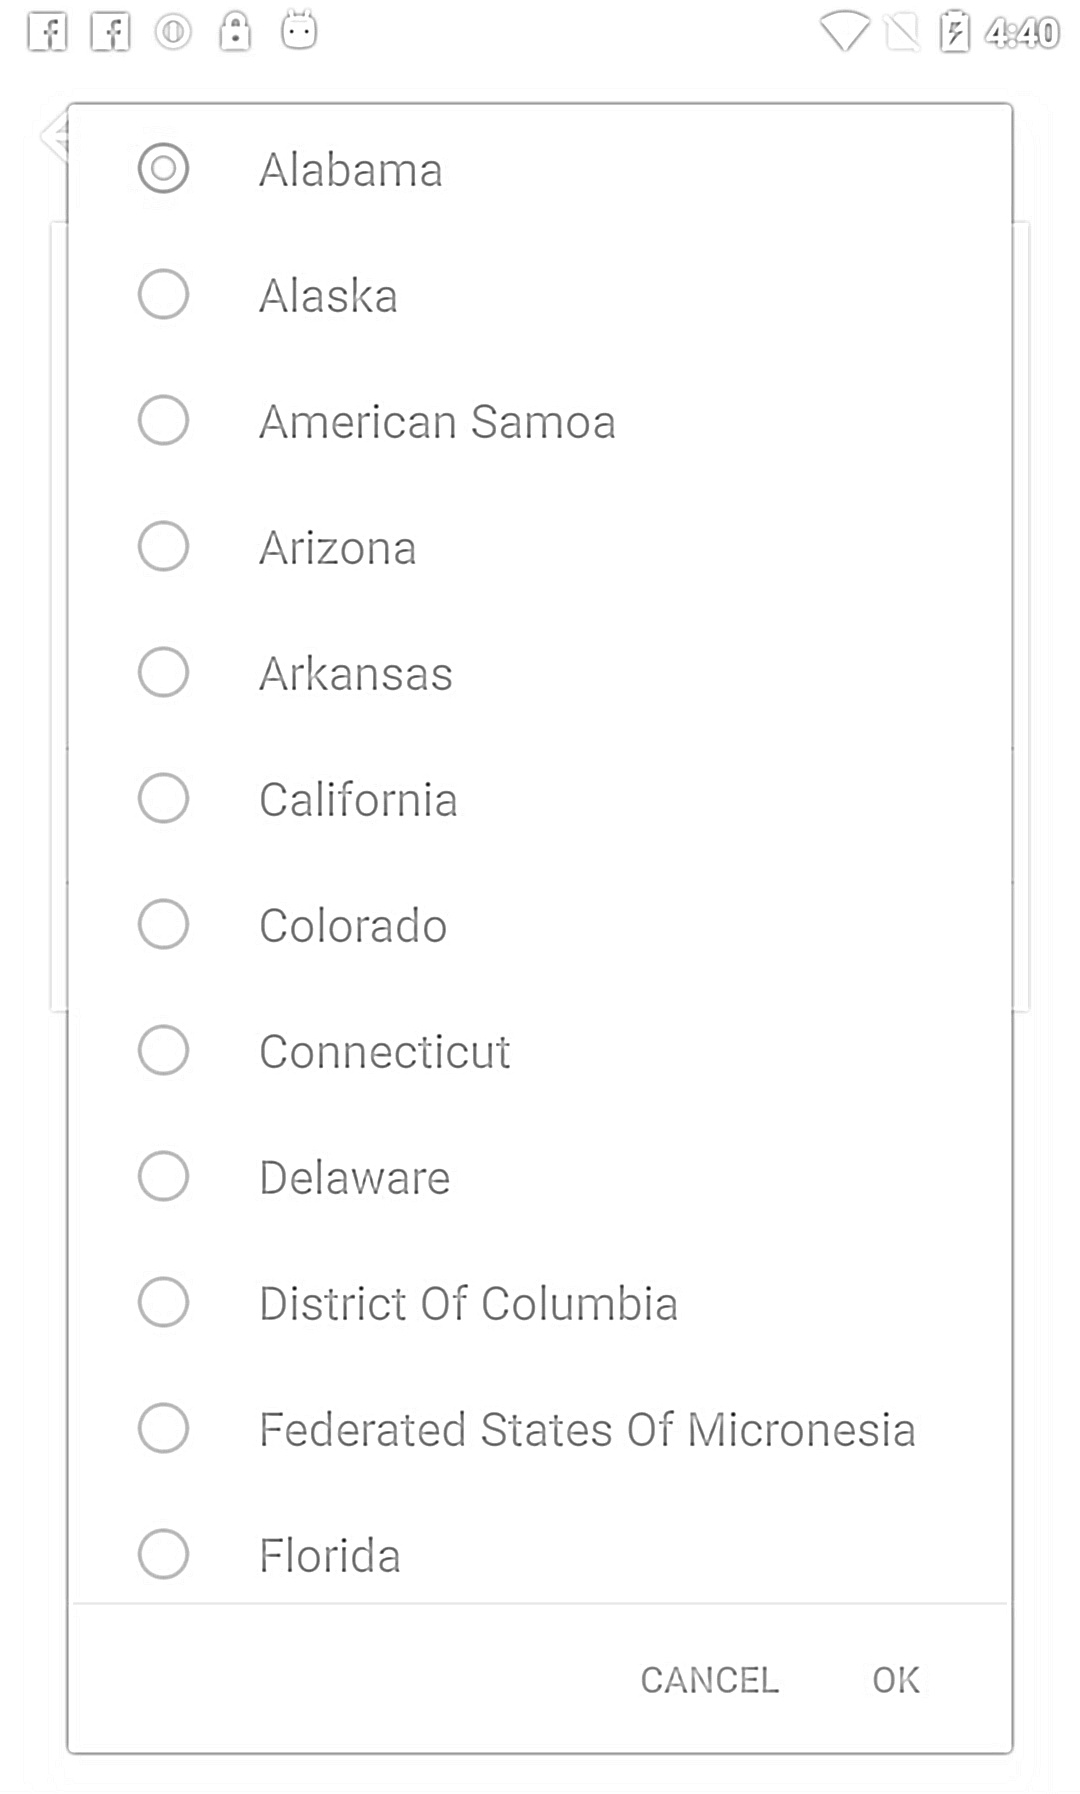 4:40
Alabama
Alaska
American Samoa
Arizona
Arkansas
California
Colorado
Connecticut
Delaware
District Of Columbia
Federated States Of Micronesia
Florida
CANCEL OK